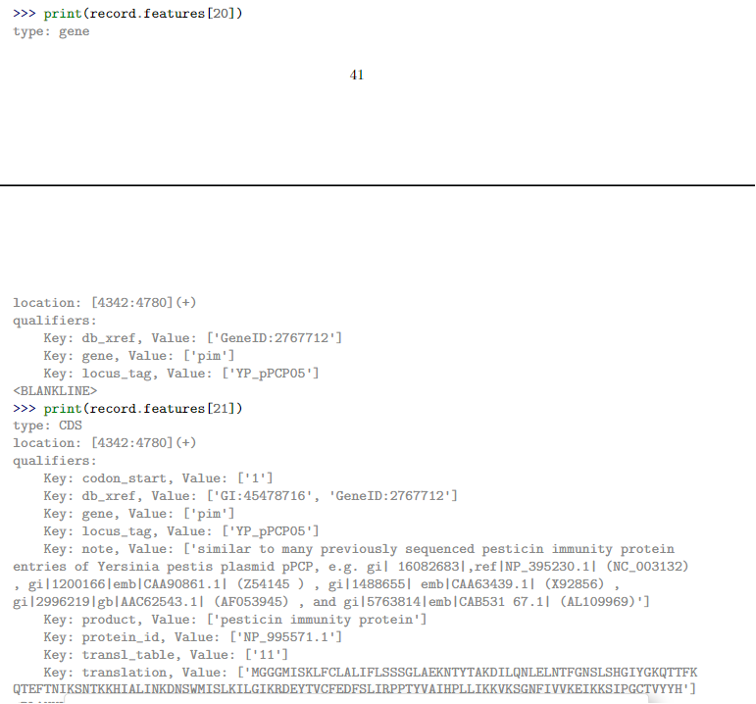 >>> print(record.features[20])
type: gene
41
location: [4342:4780](+)
qualifiers:
    Key: db_xref, Value: ['GeneID:2767712']
    Key: gene, Value: ['pim']
    Key: locus_tag, Value: ['YP_pPCP05']
<BLANKLINE>
>>> print(record.features[21])
type: CDS
location: [4342:4780](+)
qualifiers:
    Key: codon_start, Value: ['1']
    Key: db_xref, Value: ['GI:45478716', 'GeneID:2767712']
    Key: gene, Value: ['pim']
    Key: locus_tag, Value: ['YP_pPCP05']
    Key: note, Value: ['similar to many previously sequenced pesticin immunity protein
entries of Yersinia pestis plasmid pPCP, e.g. gi| 16082683|,ref|NP_395230.1| (NC_003132)
, gi|1200166|emb|CAA90861.1| (Z54145 ) , gi|1488655| emb|CAA63439.1| (X92856) ,
gi|2996219|gb|AAC62543.1| (AF053945) , and gi|5763814|emb|CAB531 67.1| (AL109969)']
    Key: product, Value: ['pesticin immunity protein']
    Key: protein_id, Value: ['NP_995571.1']
    Key: transl_table, Value: ['11']
    Key: translation, Value: ['MGGGMISKLFCLALIFLSSSGLAEKNTYTAKDILQNLELNTFGNSLSHGIYGKQTTFK
QTEFTNIKSNTKKHIALINKDNSWMISLKILGIKRDEYTVCFEDFSLIRPPTYVAIHPLLIKKVKSGNFIVVKEIKKSIPGCTVYYH']